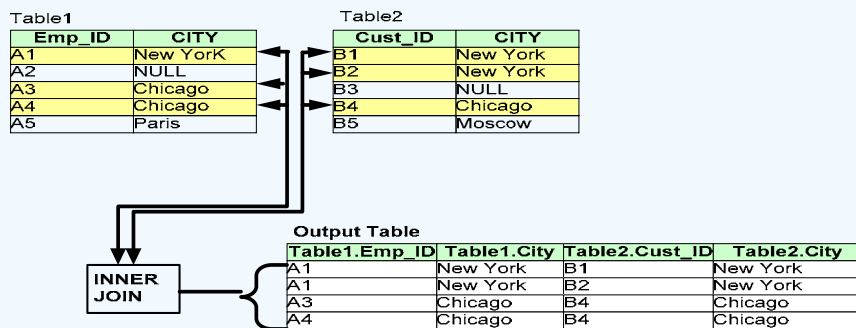 Table1
Emp_ID CITY
A1 New YorK
A2 NULL
A3 Chicago
A4 Chicago
A5 Paris
Table2
Cust_ID CITY
B1 New York
B2 New York
B3 NULL
B4 Chicago
B5 Moscow
INNER
JOIN
Output Table
Table1.Emp_ID Table1.City Table2.Cust_ID Table2.City
A1 New York B1 New York
A1 New York B2 New York
A3 Chicago B4 Chicago
A4 Chicago B4 Chicago